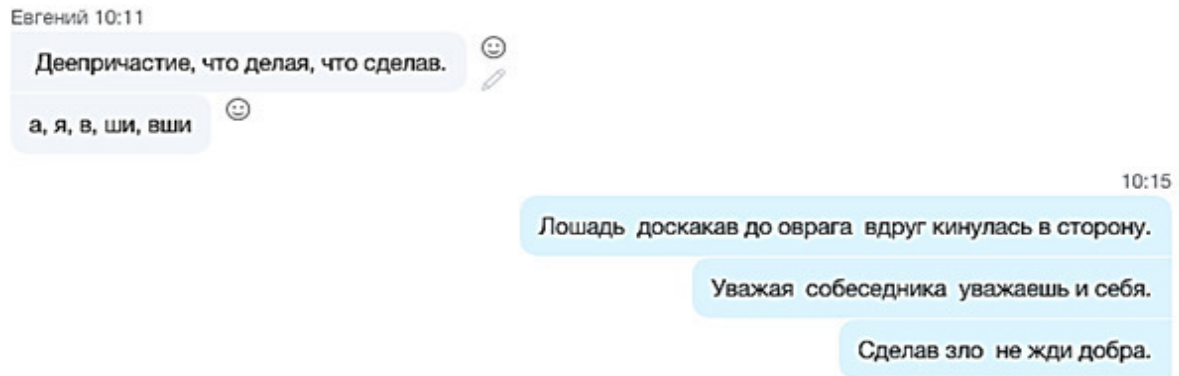 Евгений 10:11
Деепричастие, что делая, что сделав.
а, я, в, ши, вши
10:15
Лошадь доскакав до оврага вдруг кинулась в сторону.
Уважая собеседника уважаешь и себя.
Сделав зло не жди добра.